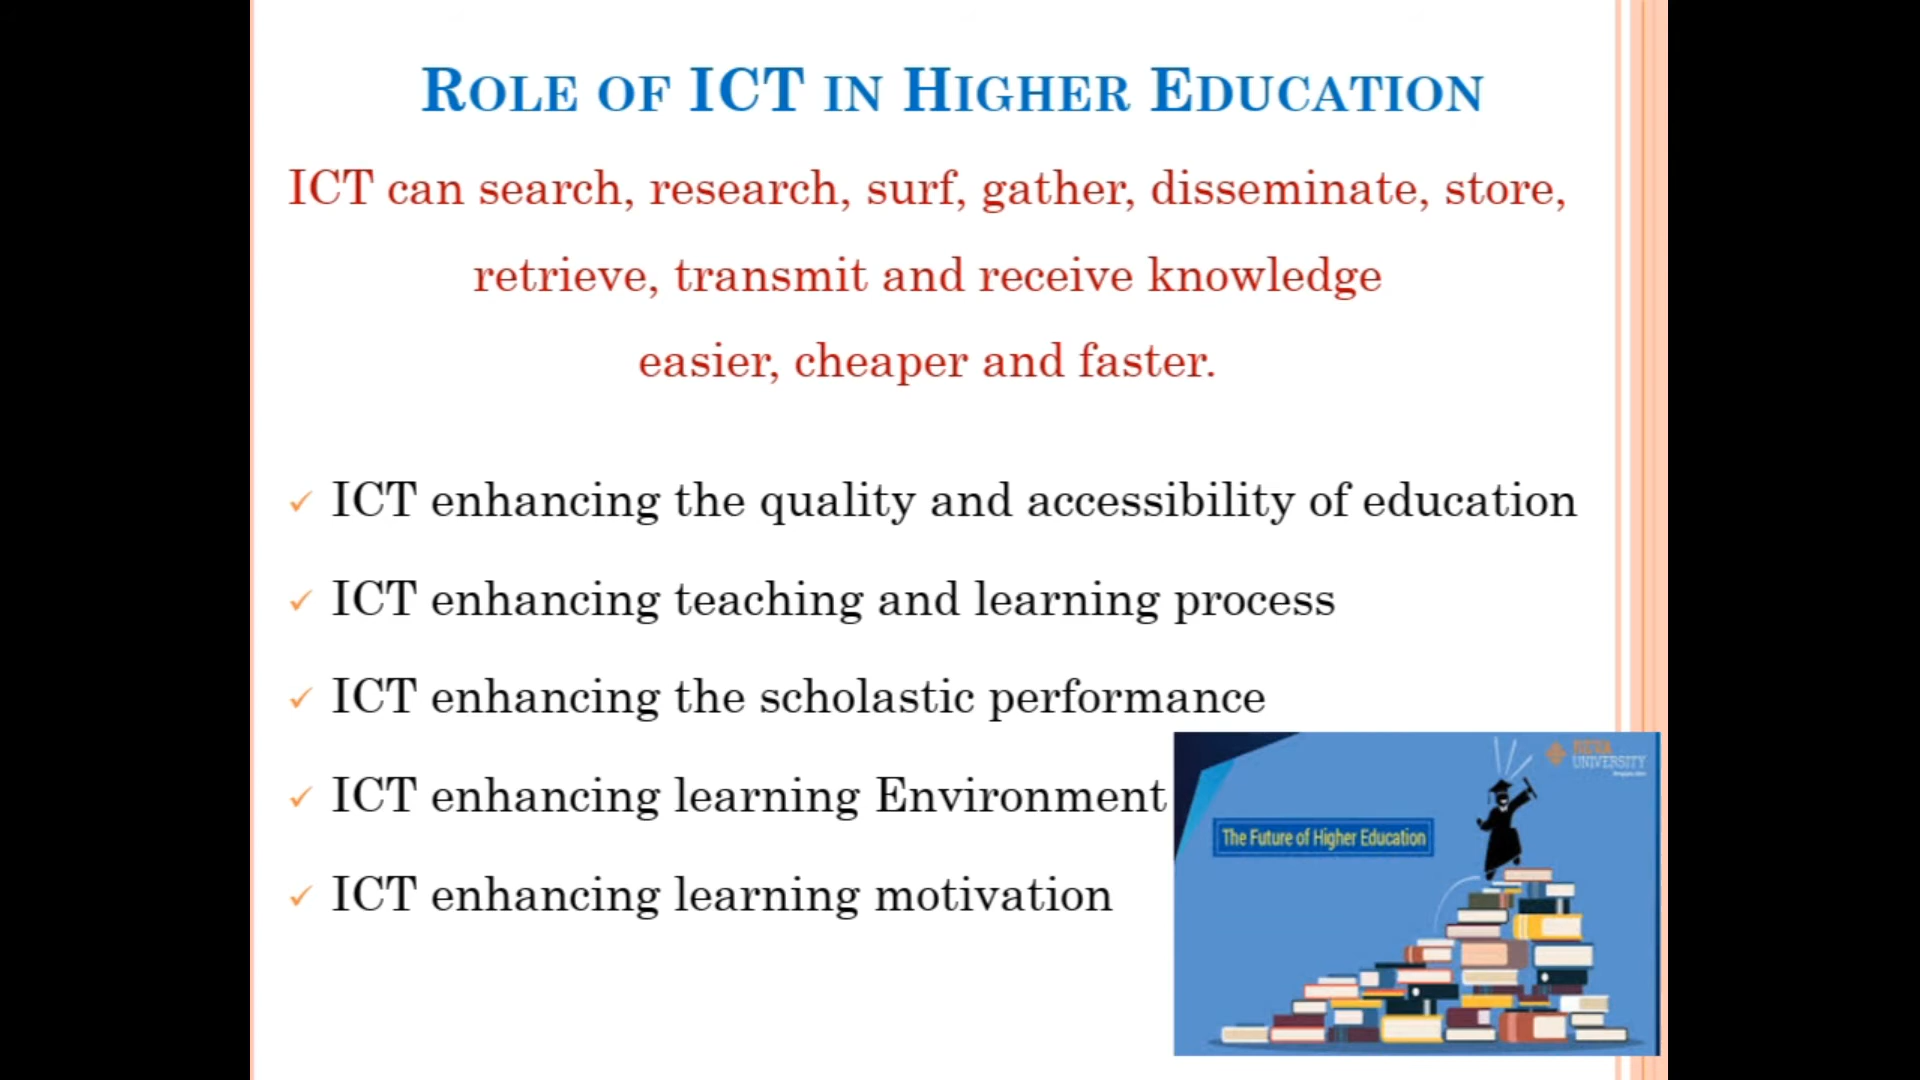 ROLE OF ICT IN HIGHER EDUCATION
ICT can search, research, surf, gather, disseminate, store,
retrieve, transmit and receive knowledge
easier, cheaper and faster.
✓ ICT enhancing the quality and accessibility of education
✓ ICT enhancing teaching and learning process
✓ ICT enhancing the scholastic performance
✓ ICT enhancing learning Environment
✓ ICT enhancing learning motivation
UNIVERSITY
The Future of Higher Education